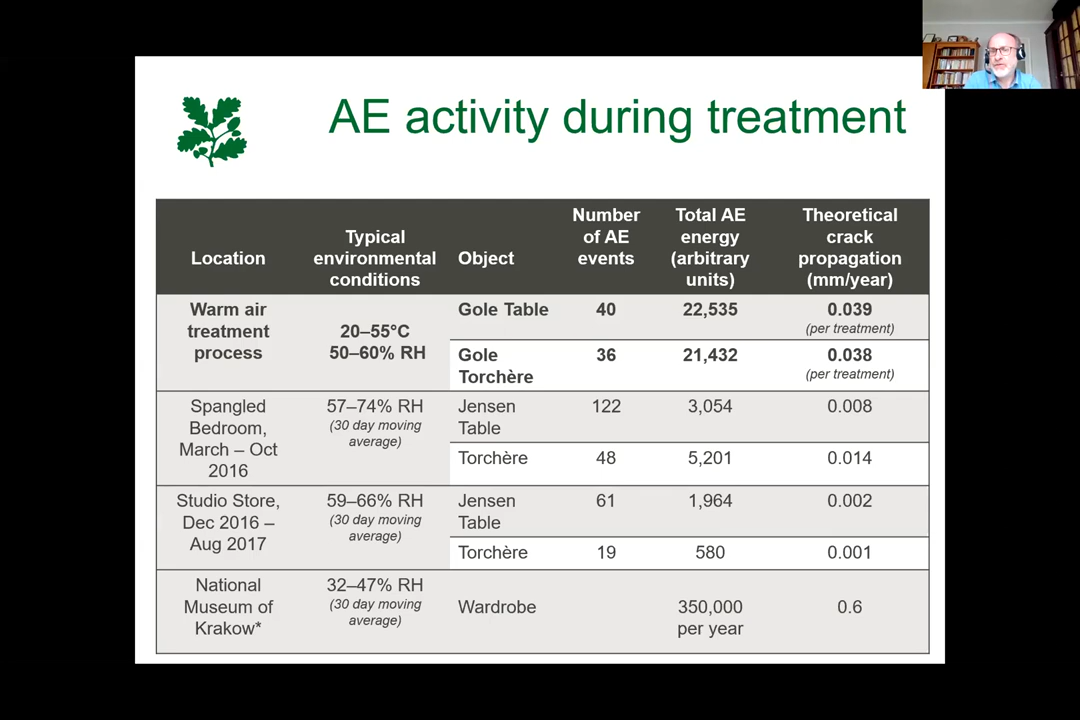 AE activity during treatment
Location
Typical
environmental
conditions
Object
Number
of AE
events
Total AE
energy
(arbitrary
units)
Theoretical
crack
propagation
(mm/year)
Warm air
treatment
process
20–55°C
50–60% RH
Gole Table
40
22,535
0.039
(per treatment)
Gole
Torchère
36
21,432
0.038
(per treatment)
Spangled
Bedroom,
March – Oct
2016
57–74% RH
(30 day moving
average)
Jensen
Table
122
3,054
0.008
Torchère
48
5,201
0.014
Studio Store,
Dec 2016 –
Aug 2017
59–66% RH
(30 day moving
average)
Jensen
Table
61
1,964
0.002
Torchère
19
580
0.001
National
Museum of
Krakow*
32–47% RH
(30 day moving
average)
Wardrobe
350,000
per year
0.6